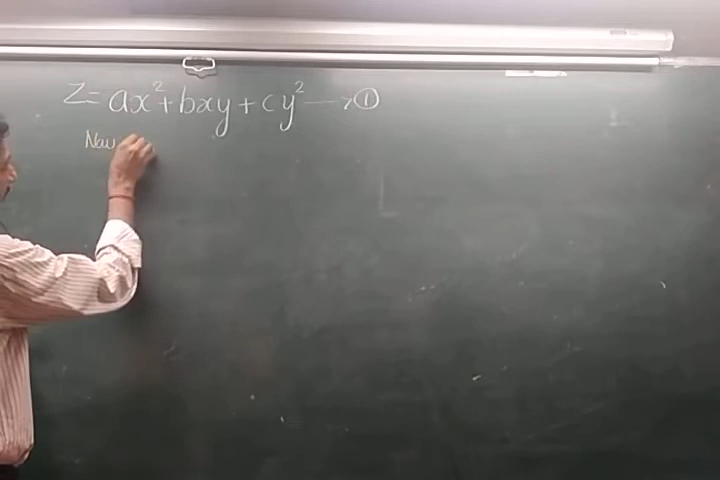 Z = ax² + bxy + cy² → ①
Now